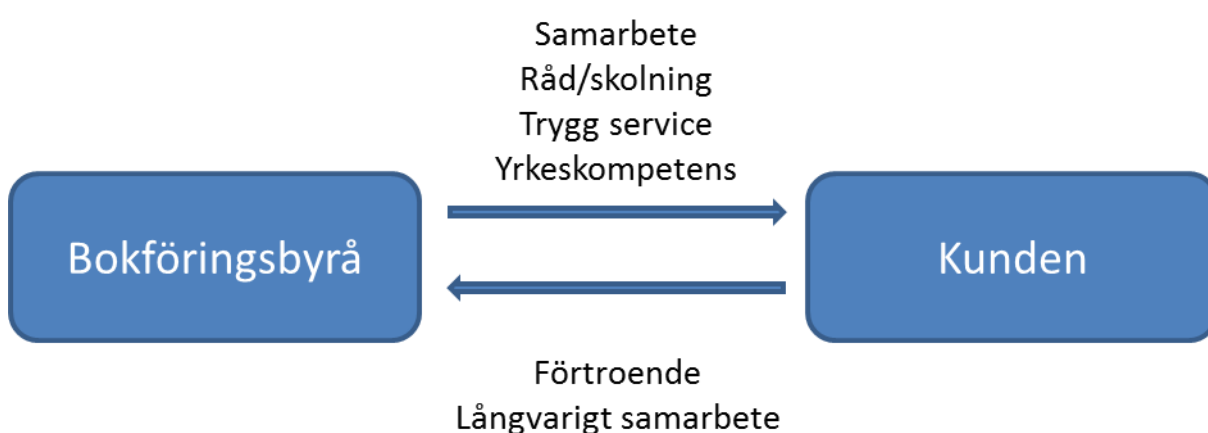 Samarbete
Råd/skolning
Trygg service
Yrkeskompetens
Bokföringsbyrå
Kunden
Förtroende
Långvarigt samarbete